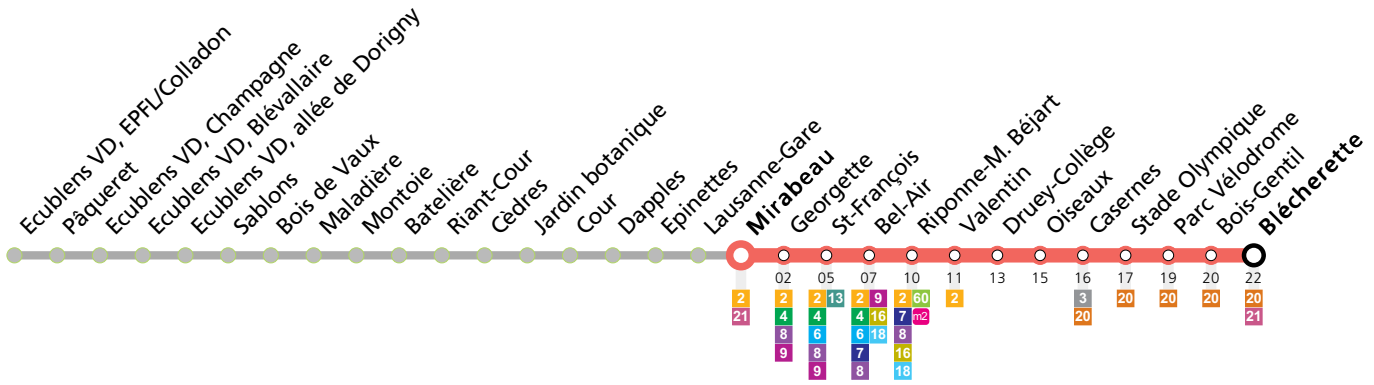 Ecublens VD, EPFL/Colladon
Pâqueret
Ecublens VD, Champagne
Ecublens VD, Blévallaire
Ecublens VD, allée de Dorigny
Sablons
Bois de Vaux
Maladière
Montoie
Batelière
Riant-Cour
Cèdres
Jardin botanique
Cour
Dapples
Epinettes
Lausanne-Gare
Mirabeau
Georgette
St-François
Bel-Air
Riponne-M. Béjart
Valentin
Druey-Collège
Oiseaux
Casernes
Stade Olympique
Parc Vélodrome
Bois-Gentil
Blécherette
02 05 07 10 11 13 15 16 17 19 20 22
2 2 2 13 2 9 2 60 2 3 20 20 20 20
21 4 4 4 16 7 m2 20 21
8 6 6 18 8
9 8 7 16
9 8 18